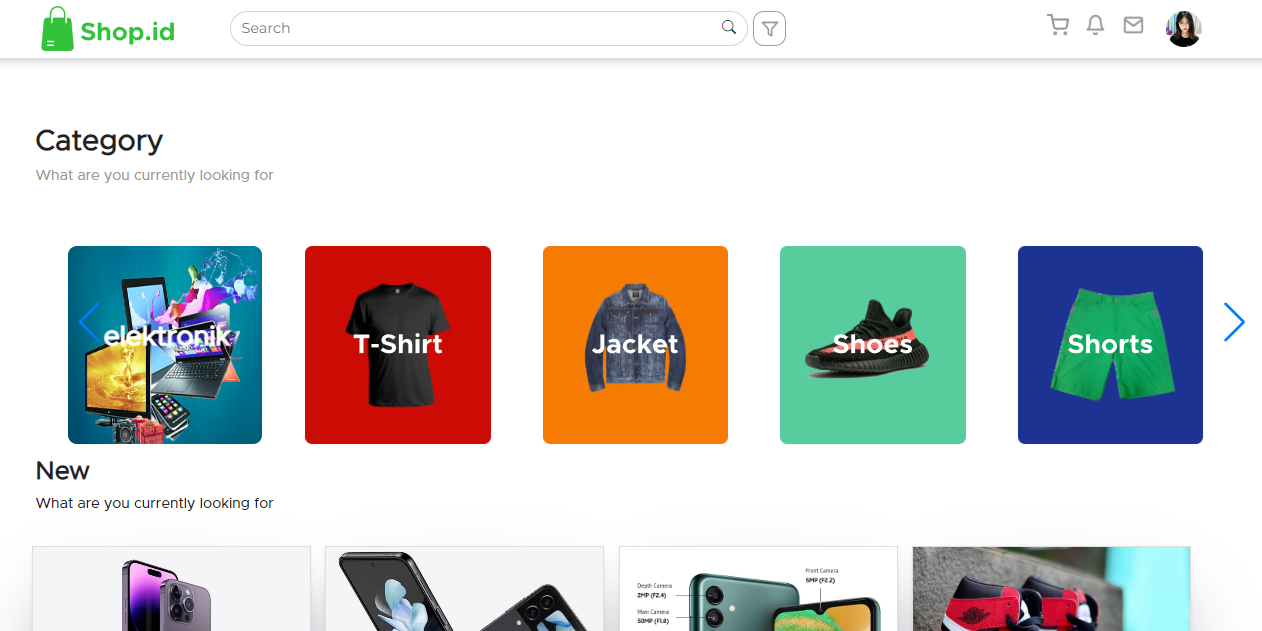 Shop.id
Search
Category
What are you currently looking for
elektronik
T-Shirt
Jacket
Shoes
Shorts
New
What are you currently looking for
Front Camera
5MP (F2.2)
Depth Camera
2MP (F2.4)
Main Camera
50MP (F1.8)